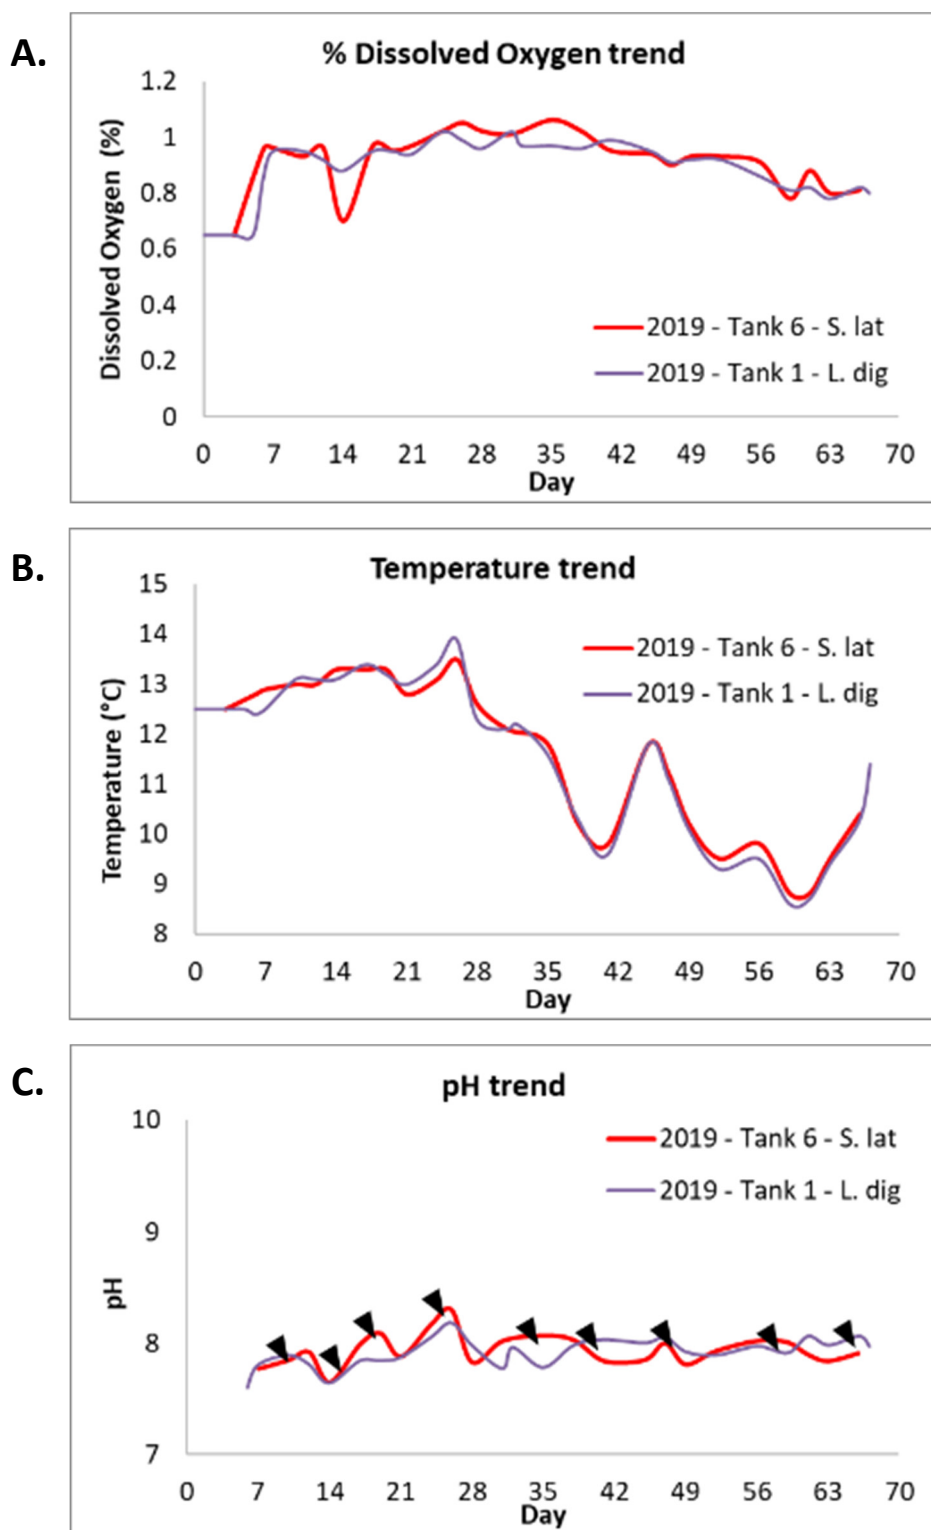 A.
% Dissolved Oxygen trend
Dissolved Oxygen (%)
1.2
1
0.8
0.6
0.4
0.2
0
2019 - Tank 6 - S. lat
2019 - Tank 1 - L. dig
0 7 14 21 28 35 42 49 56 63 70
Day
B.
Temperature trend
Temperature (°C)
15
14
13
12
11
10
9
8
2019 - Tank 6 - S. lat
2019 - Tank 1 - L. dig
0 7 14 21 28 35 42 49 56 63 70
Day
C.
pH trend
pH
10
9
8
7
2019 - Tank 6 - S. lat
2019 - Tank 1 - L. dig
0 7 14 21 28 35 42 49 56 63 70
Day